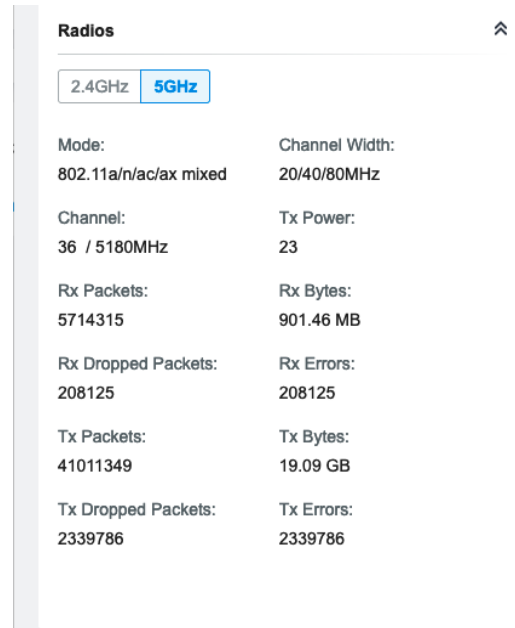 Radios
2.4GHz 5GHz
Mode: Channel Width:
802.11a/n/ac/ax mixed 20/40/80MHz
Channel: Tx Power:
36 / 5180MHz 23
Rx Packets: Rx Bytes:
5714315 901.46 MB
Rx Dropped Packets: Rx Errors:
208125 208125
Tx Packets: Tx Bytes:
41011349 19.09 GB
Tx Dropped Packets: Tx Errors:
2339786 2339786